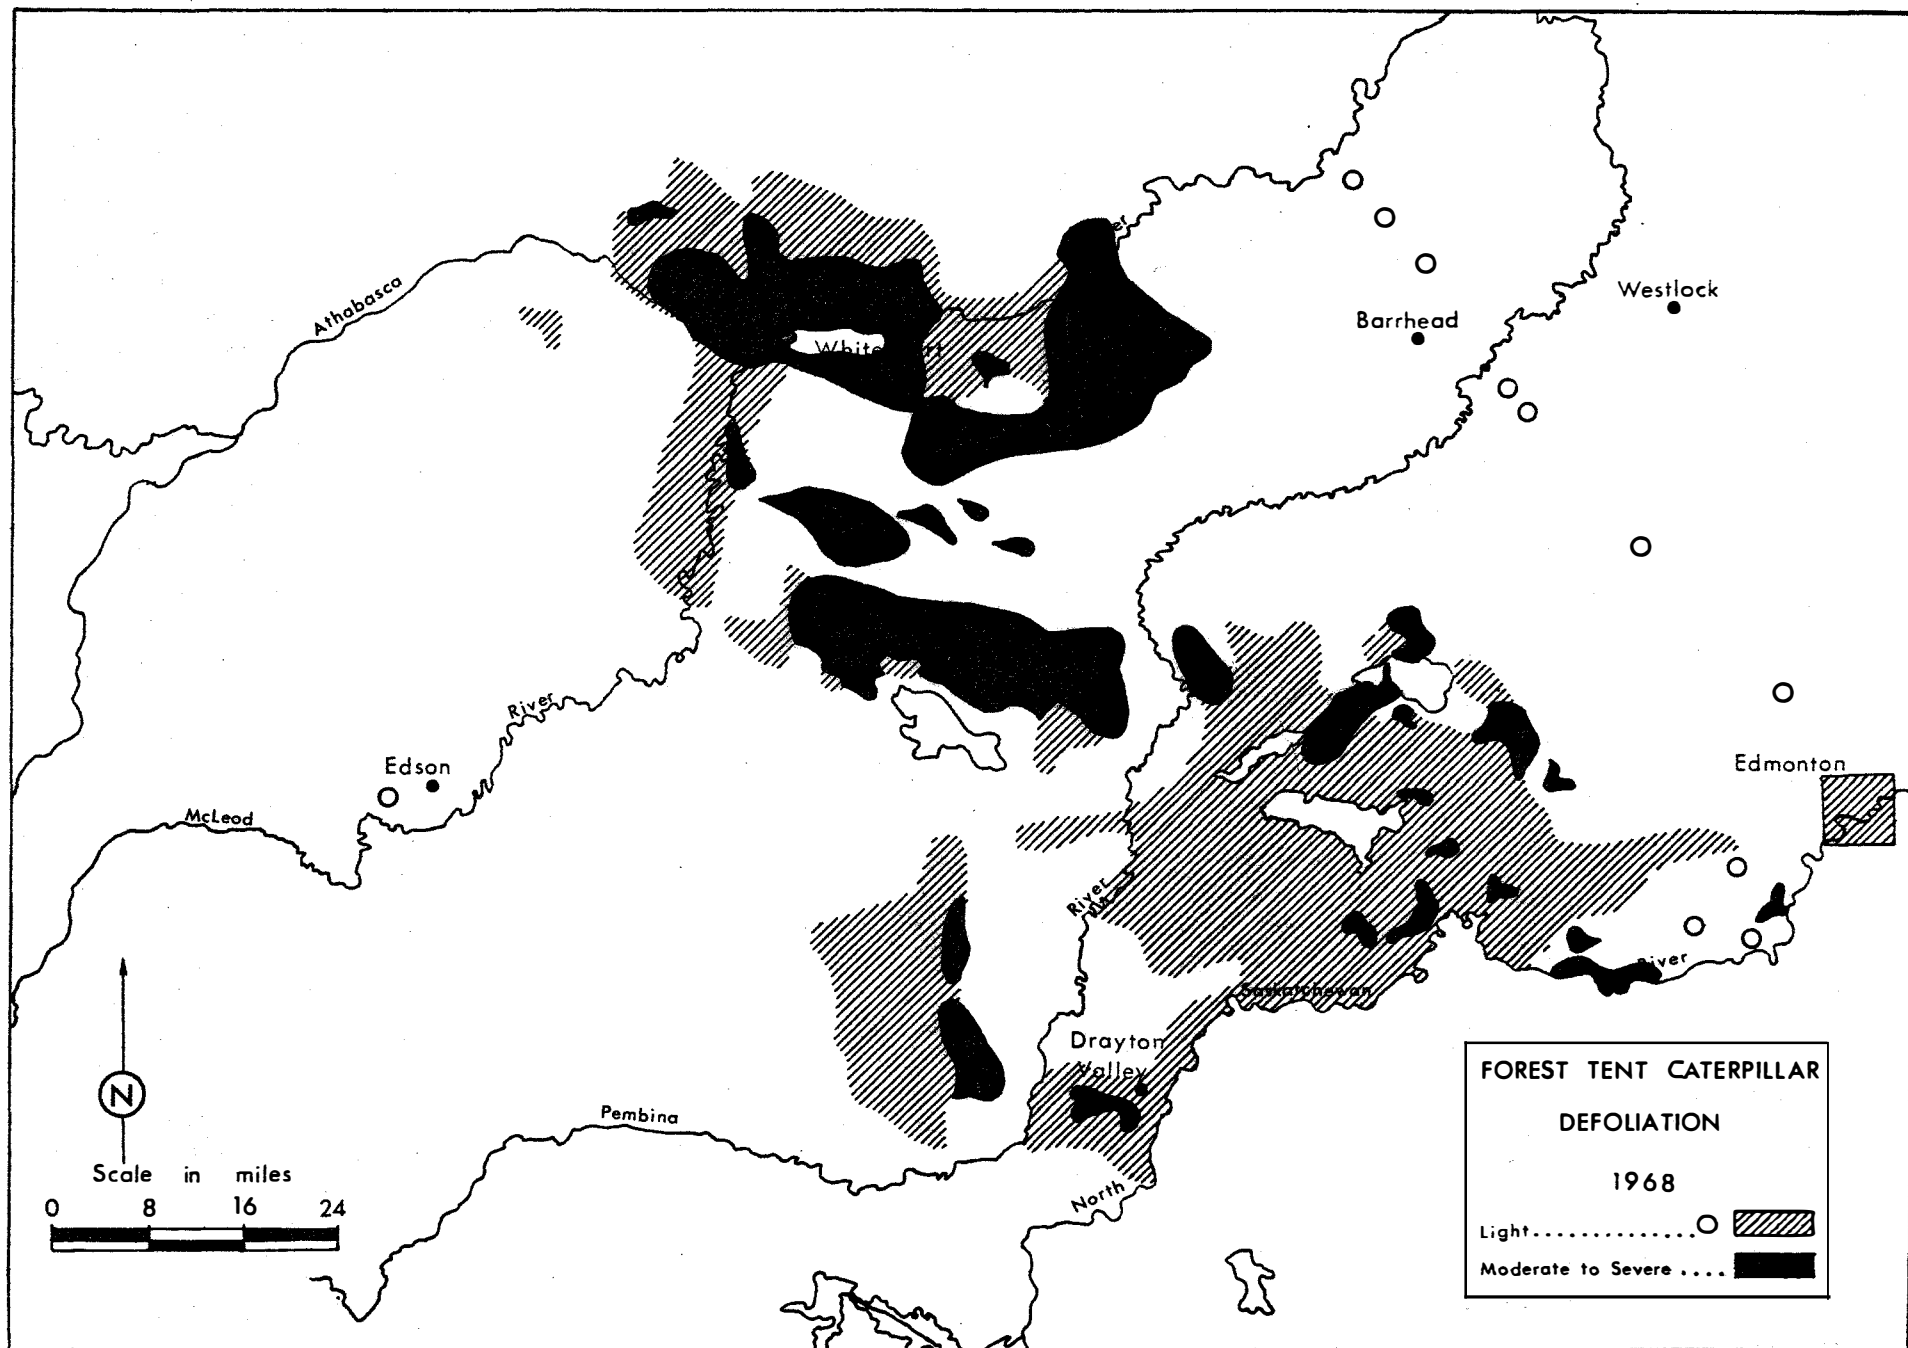 Athabasca
Westlock
Barrhead
River
Edson
McLeod
Edmonton
River
River
Saskatchewan
Drayton
Valley
N
Pembina
North
Scale in miles
0 8 16 24
FOREST TENT CATERPILLAR
DEFOLIATION
1968
Light..............
Moderate to Severe ....